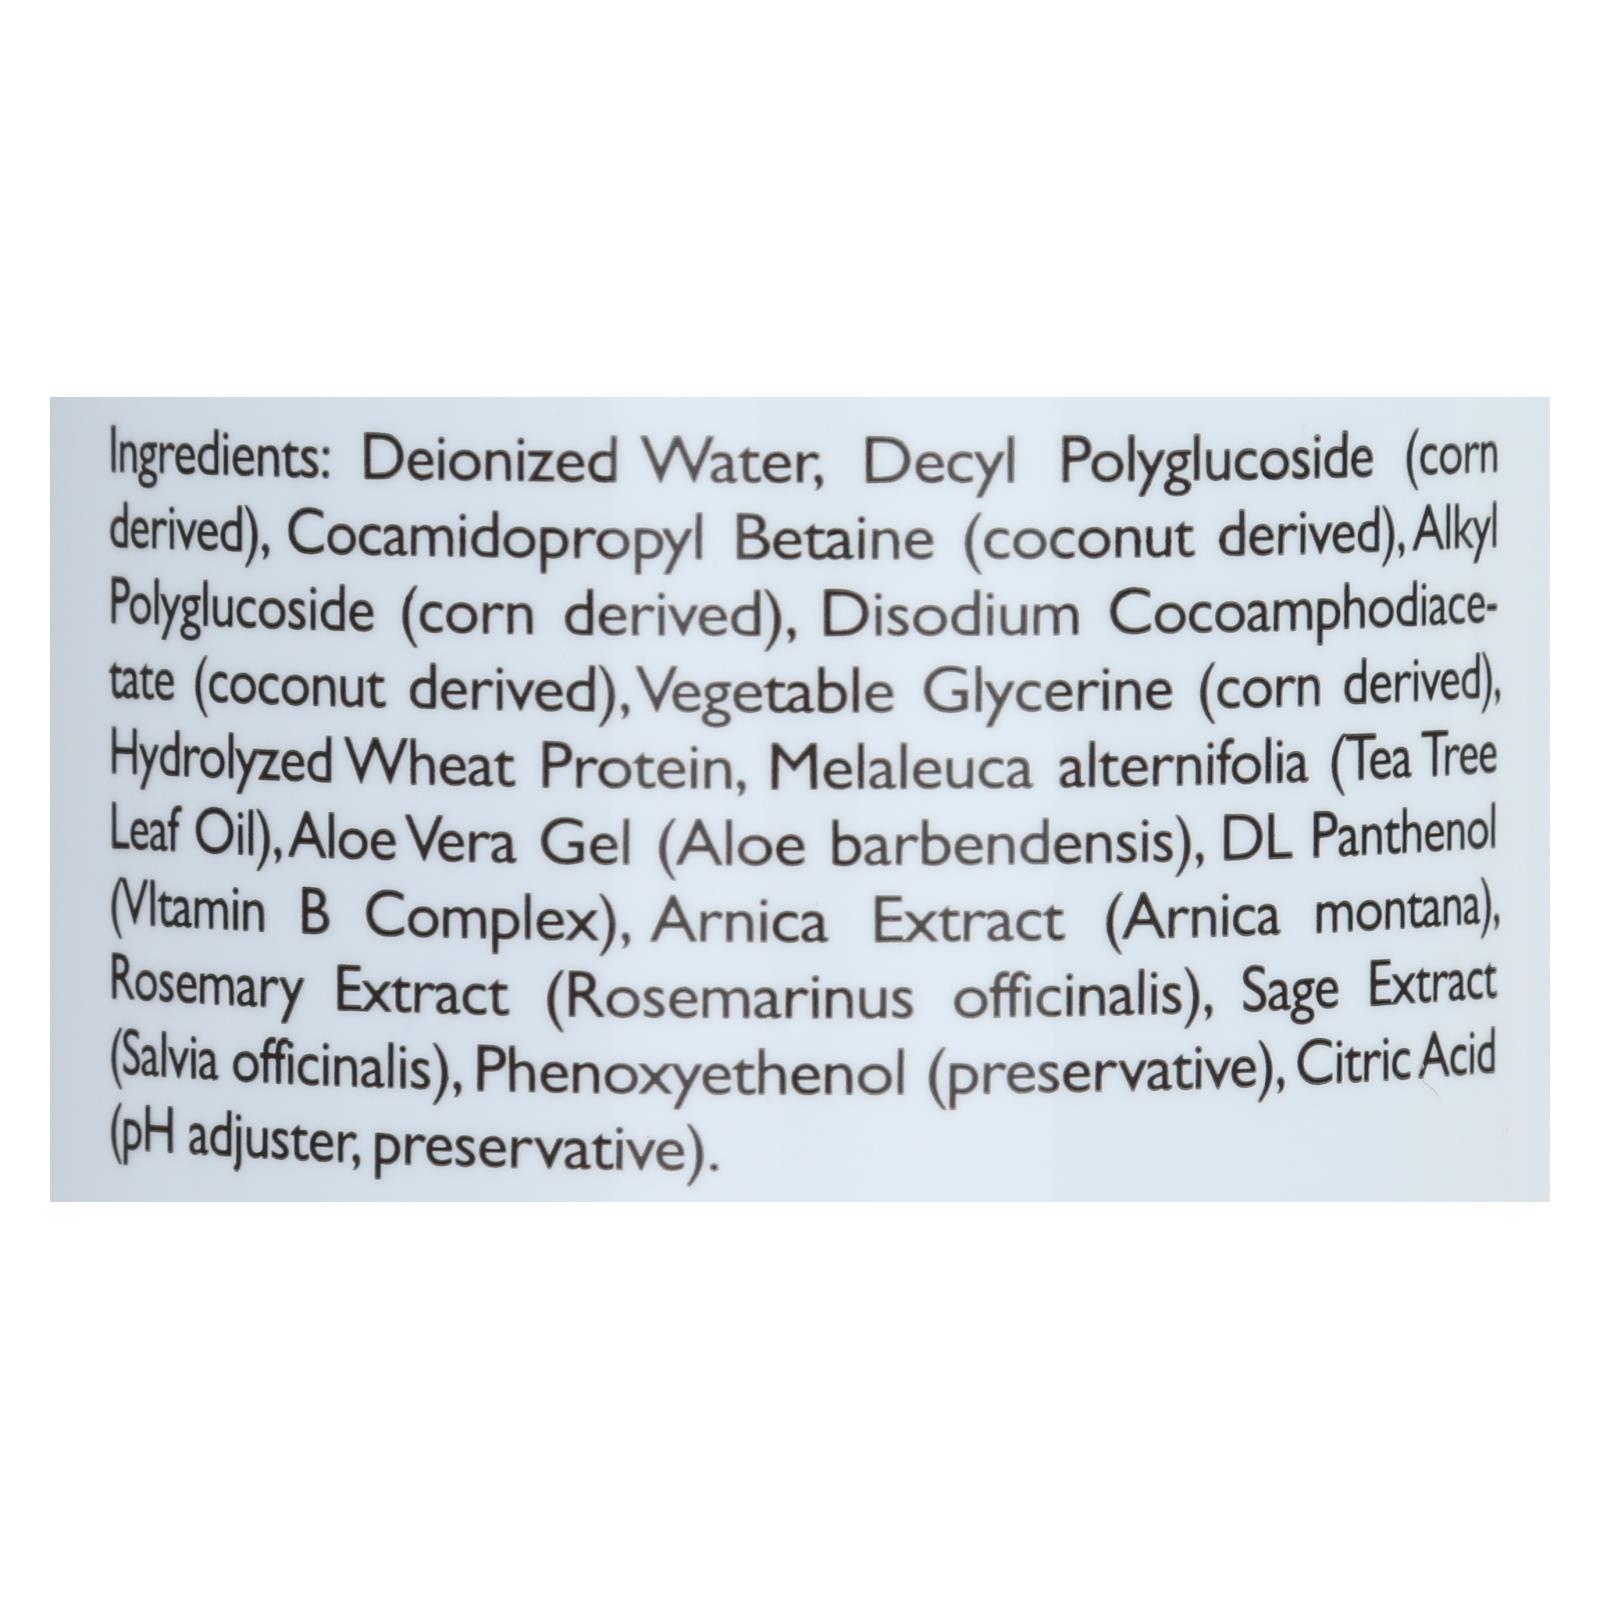 Ingredients: Deionized Water, Decyl Polyglucoside (corn
derived), Cocamidopropyl Betaine (coconut derived), Alkyl
Polyglucoside (corn derived), Disodium Cocoamphodiace-
tate (coconut derived), Vegetable Glycerine (corn derived),
Hydrolyzed Wheat Protein, Melaleuca alternifolia (Tea Tree
Leaf Oil), Aloe Vera Gel (Aloe barbendensis), DL Panthenol
(VItamin B Complex), Arnica Extract (Arnica montana),
Rosemary Extract (Rosemarinus officinalis), Sage Extract
(Salvia officinalis), Phenoxyethenol (preservative), Citric Acid
(pH adjuster, preservative).